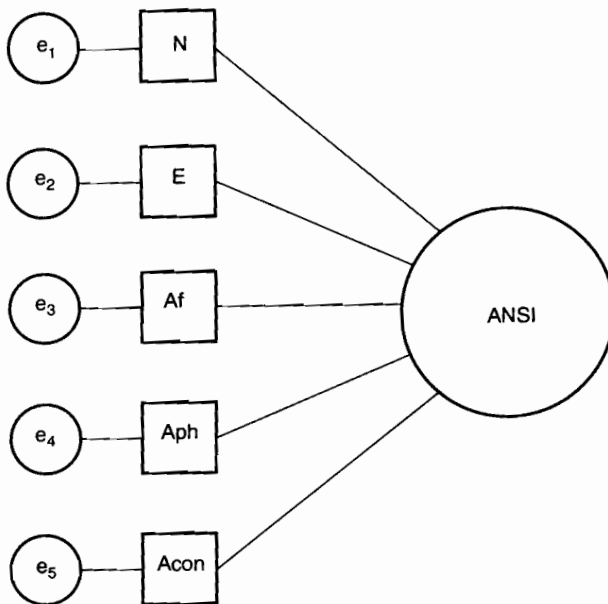 e₁ N
e₂ E
e₃ Af
ANSI
e₄ Aph
e₅ Acon